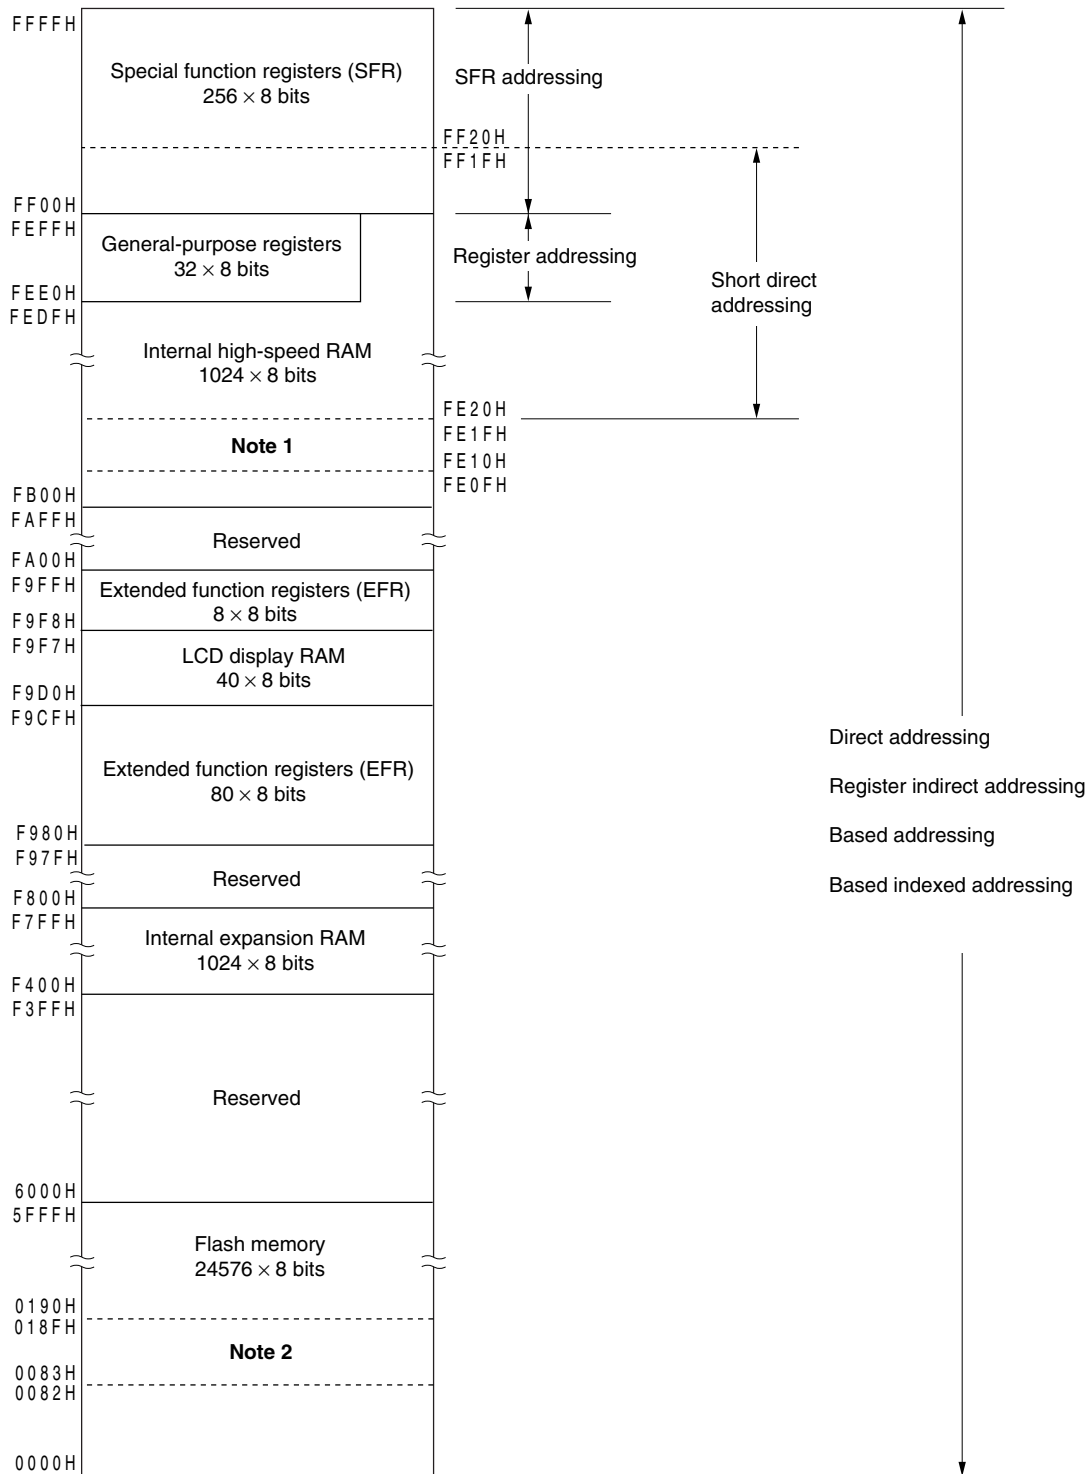 FFFFH
Special function registers (SFR)
256 × 8 bits
SFR addressing
FF20H
FF1FH
FF00H
FEFFH
General-purpose registers
32 × 8 bits
Register addressing
Short direct
addressing
FEE0H
FEDFH
Internal high-speed RAM
1024 × 8 bits
FE20H
FE1FH
Note 1
FE10H
FE0FH
FB00H
FAFFH
Reserved
FA00H
F9FFH
Extended function registers (EFR)
8 × 8 bits
F9F8H
F9F7H
LCD display RAM
40 × 8 bits
F9D0H
F9CFH
Direct addressing
Extended function registers (EFR)
80 × 8 bits
Register indirect addressing
F980H
F97FH
Based addressing
Reserved
Based indexed addressing
F800H
F7FFH
Internal expansion RAM
1024 × 8 bits
F400H
F3FFH
Reserved
6000H
5FFFH
Flash memory
24576 × 8 bits
0190H
018FH
Note 2
0083H
0082H
0000H